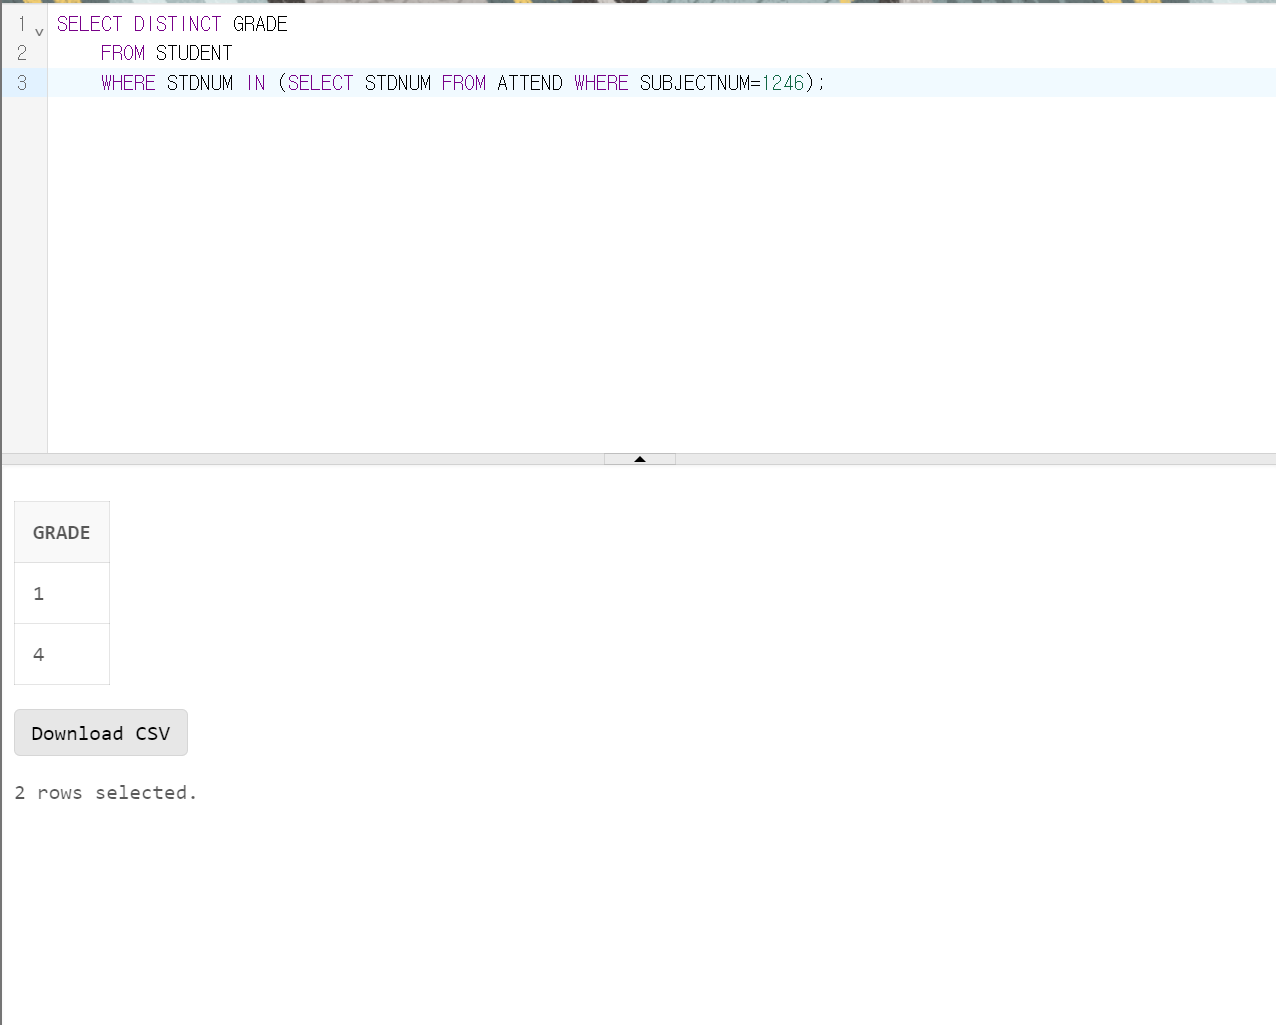 1 SELECT DISTINCT GRADE
2 FROM STUDENT
3 WHERE STDNUM IN (SELECT STDNUM FROM ATTEND WHERE SUBJECTNUM=1246);
GRADE
1
4
Download CSV
2 rows selected.